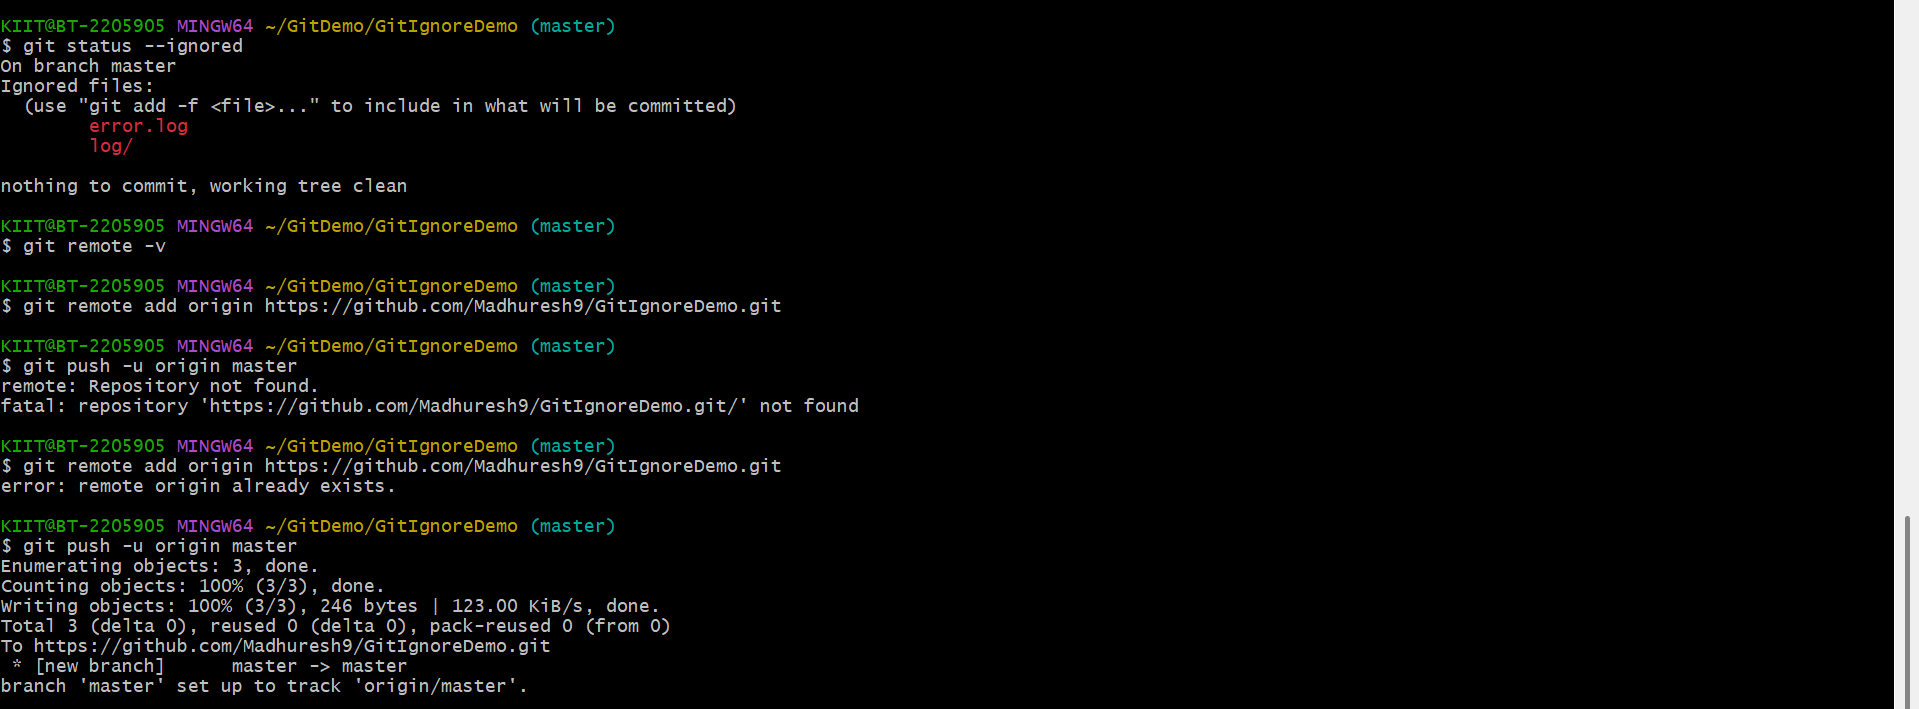 KIIT@BT-2205905 MINGW64 ~/GitDemo/GitIgnoreDemo (master)
$ git status --ignored
On branch master
Ignored files:
  (use "git add -f <file>..." to include in what will be committed)
        error.log
        log/

nothing to commit, working tree clean

KIIT@BT-2205905 MINGW64 ~/GitDemo/GitIgnoreDemo (master)
$ git remote -v

KIIT@BT-2205905 MINGW64 ~/GitDemo/GitIgnoreDemo (master)
$ git remote add origin https://github.com/Madhuresh9/GitIgnoreDemo.git

KIIT@BT-2205905 MINGW64 ~/GitDemo/GitIgnoreDemo (master)
$ git push -u origin master
remote: Repository not found.
fatal: repository 'https://github.com/Madhuresh9/GitIgnoreDemo.git/' not found

KIIT@BT-2205905 MINGW64 ~/GitDemo/GitIgnoreDemo (master)
$ git remote add origin https://github.com/Madhuresh9/GitIgnoreDemo.git
error: remote origin already exists.

KIIT@BT-2205905 MINGW64 ~/GitDemo/GitIgnoreDemo (master)
$ git push -u origin master
Enumerating objects: 3, done.
Counting objects: 100% (3/3), done.
Writing objects: 100% (3/3), 246 bytes | 123.00 KiB/s, done.
Total 3 (delta 0), reused 0 (delta 0), pack-reused 0 (from 0)
To https://github.com/Madhuresh9/GitIgnoreDemo.git
 * [new branch]      master -> master
branch 'master' set up to track 'origin/master'.